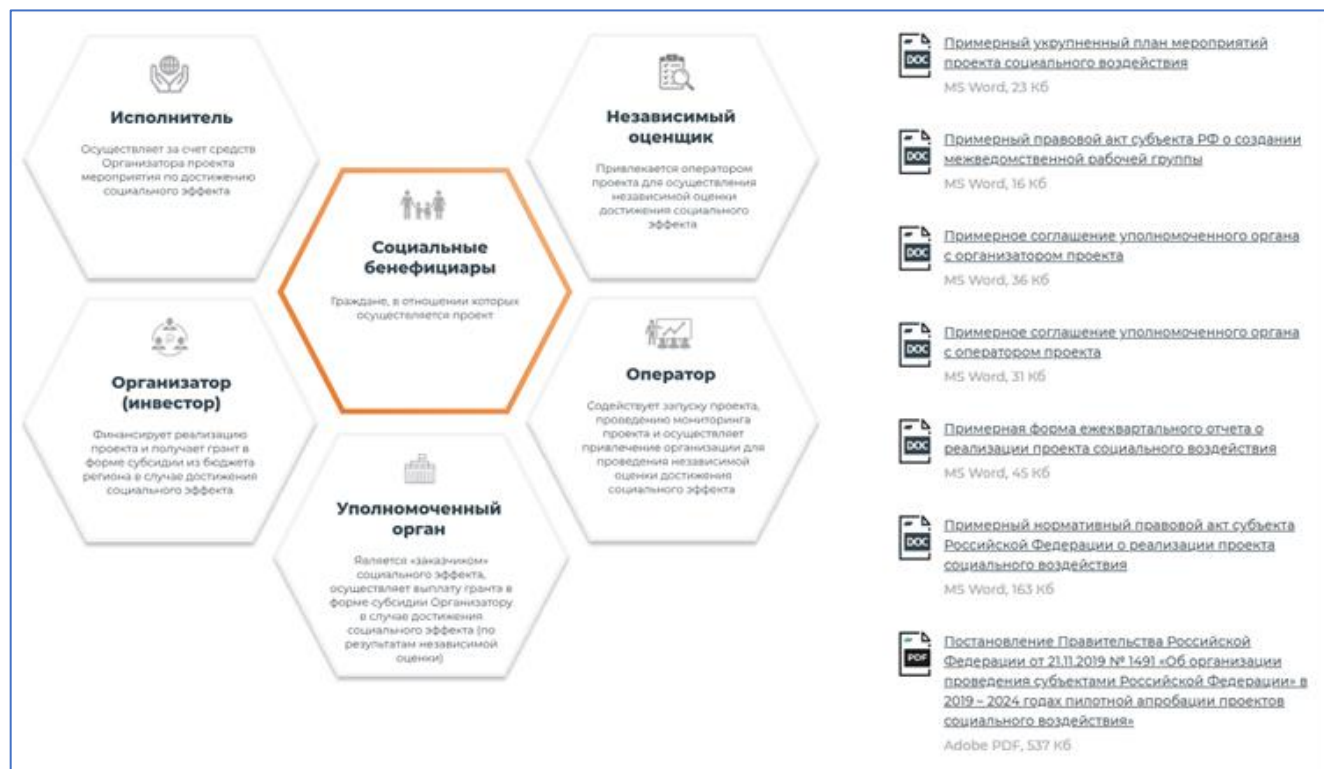 Исполнитель
Осуществляет за счет средств
Организатора проекта
мероприятия по достижению
социального эффекта
Независимый
оценщик
Привлекается оператором
проекта для осуществления
независимой оценки
достижения социального
эффекта
Социальные
бенефициары
Граждане, в отношении которых
осуществляется проект
Организатор
(инвестор)
Финансирует реализацию
проекта и получает грант в
форме субсидии из бюджета
региона в случае достижения
социального эффекта
Оператор
Содействует запуску проекта,
проведению мониторинга
проекта и осуществляет
привлечение организации для
проведения независимой
оценки достижения
социального эффекта
Уполномоченный
орган
Является «заказчиком»
социального эффекта,
осуществляет выплату гранта в
форме субсидии Организатору
в случае достижения
социального эффекта (по
результатам независимой
оценки)
DOC
Примерный укрупненный план мероприятий
проекта социального воздействия
MS Word, 23 Кб
DOC
Примерный правовой акт субъекта РФ о создании
межведомственной рабочей группы
MS Word, 16 Кб
DOC
Примерное соглашение уполномоченного органа
с организатором проекта
MS Word, 36 Кб
DOC
Примерное соглашение уполномоченного органа
с оператором проекта
MS Word, 31 Кб
DOC
Примерная форма ежеквартального отчета о
реализации проекта социального воздействия
MS Word, 45 Кб
DOC
Примерный нормативный правовой акт субъекта
Российской Федерации о реализации проекта
социального воздействия
MS Word, 163 Кб
PDF
Постановление Правительства Российской
Федерации от 21.11.2019 № 1491 «Об организации
проведения субъектами Российской Федерации» в
2019 – 2024 годах пилотной апробации проектов
социального воздействия»
Adobe PDF, 537 Кб